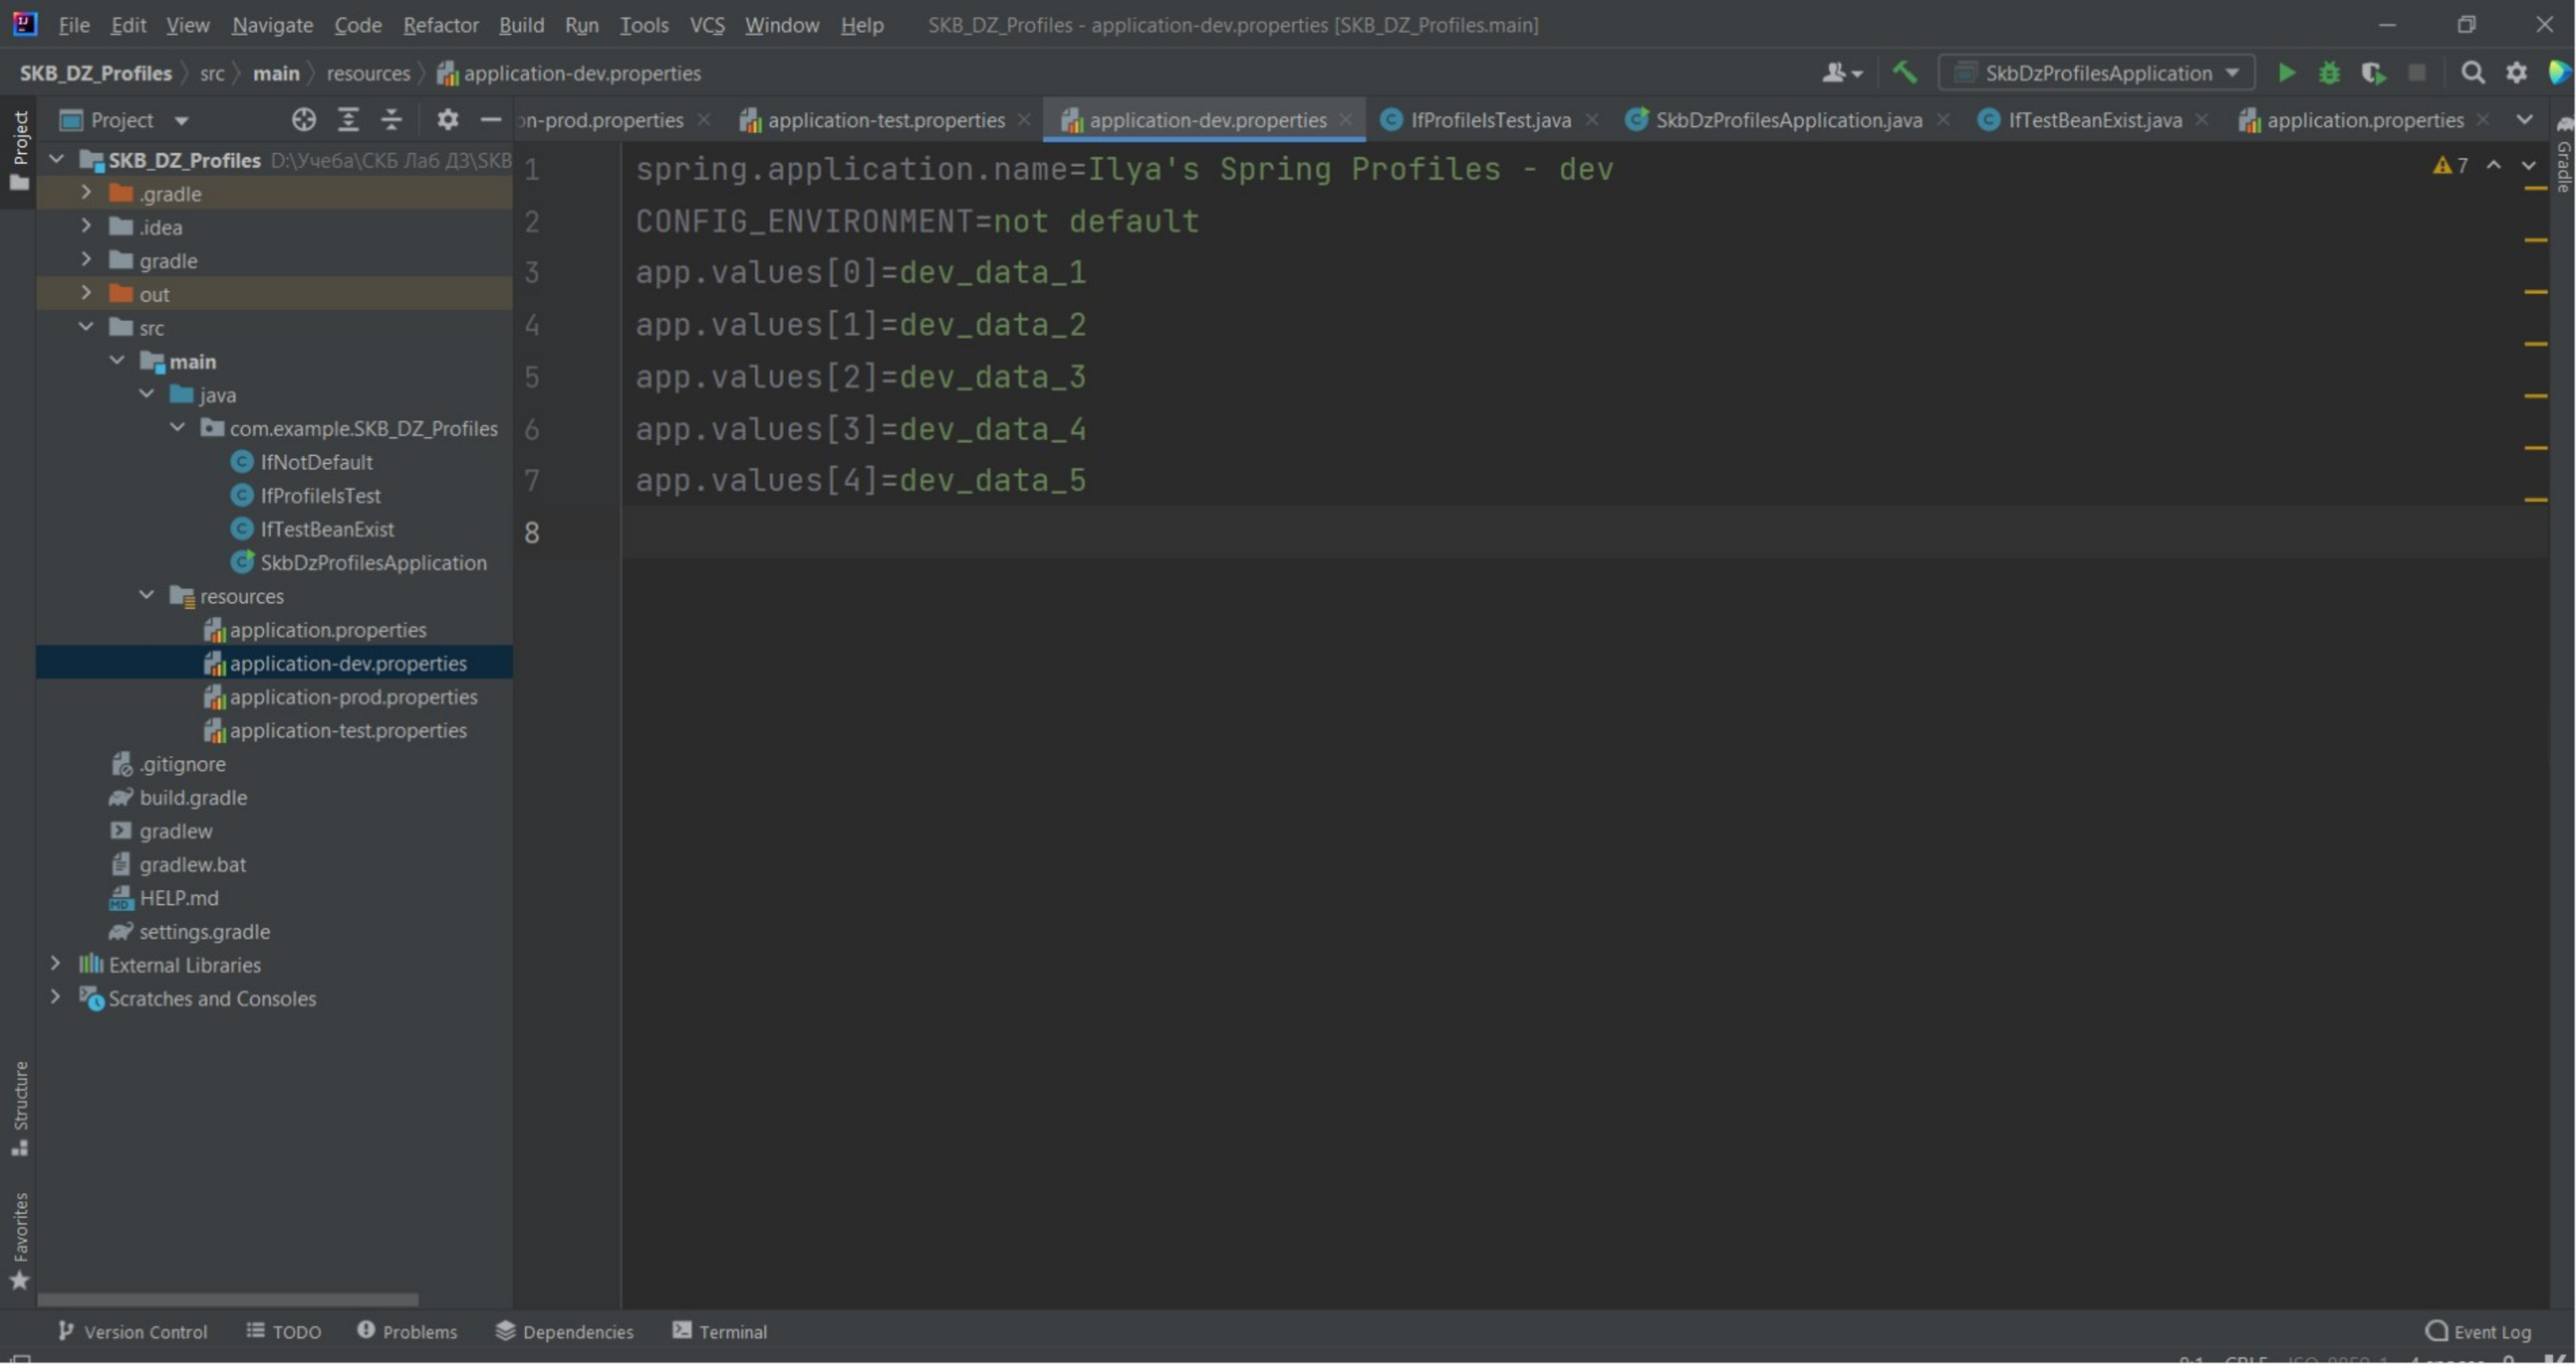 File Edit View Navigate Code Refactor Build Run Tools VCS Window Help SKB_DZ_Profiles - application-dev.properties [SKB_DZ_Profiles.main]
SKB_DZ_Profiles src main resources application-dev.properties SkbDzProfilesApplication
Project on-prod.properties application-test.properties application-dev.properties IfProfileIsTest.java SkbDzProfilesApplication.java IfTestBeanExist.java application.properties
Project
Gradle
SKB_DZ_Profiles D:\Учеба\СКБ Лаб ДЗ\SKB
.gradle
.idea
gradle
out
src
main
java
com.example.SKB_DZ_Profiles
IfNotDefault
IfProfileIsTest
IfTestBeanExist
SkbDzProfilesApplication
resources
application.properties
application-dev.properties
application-prod.properties
application-test.properties
.gitignore
build.gradle
gradlew
gradlew.bat
HELP.md
settings.gradle
External Libraries
Scratches and Consoles
1 spring.application.name=Ilya's Spring Profiles - dev
2 CONFIG_ENVIRONMENT=not default
3 app.values[0]=dev_data_1
4 app.values[1]=dev_data_2
5 app.values[2]=dev_data_3
6 app.values[3]=dev_data_4
7 app.values[4]=dev_data_5
8
7
Structure
Favorites
Version Control TODO Problems Dependencies Terminal Event Log